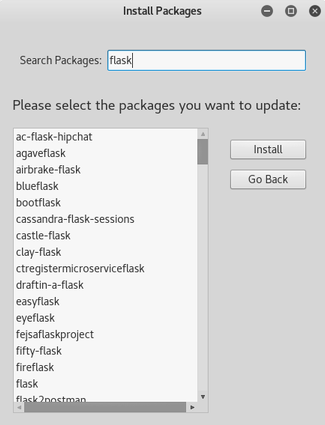 Install Packages
Search Packages: flask
Please select the packages you want to update:
ac-flask-hipchat
agaveflask
airbrake-flask
blueflask
bootflask
cassandra-flask-sessions
castle-flask
clay-flask
ctregistermicroserviceflask
draftin-a-flask
easyflask
eyeflask
fejsaflaskproject
fifty-flask
fireflask
flask
flask2postman
Install
Go Back